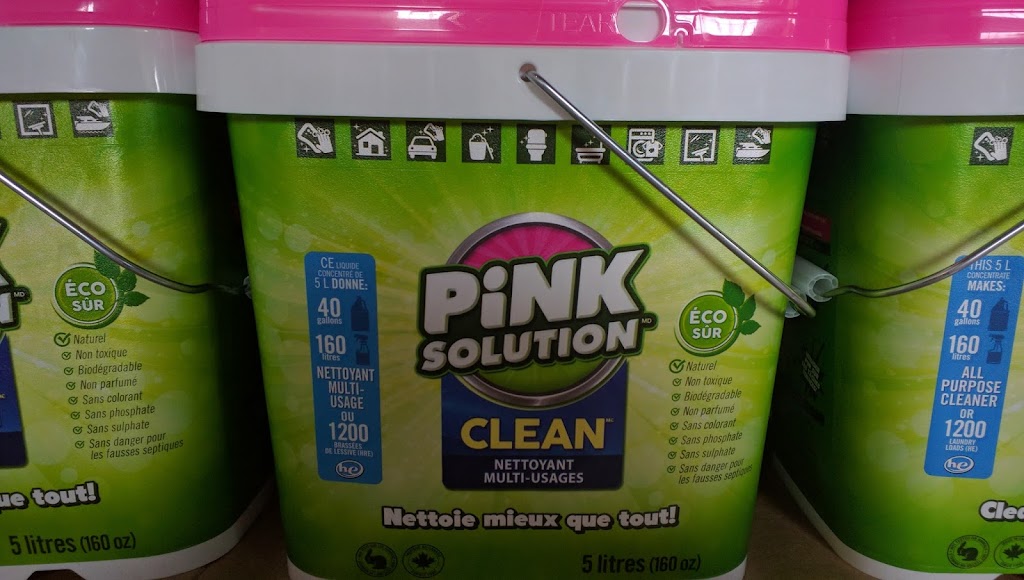 TEAR
ÉCO
SÛR
Naturel
Non toxique
Biodégradable
Non parfumé
Sans colorant
Sans phosphate
Sans sulphate
Sans danger pour
les fausses septiques
ue tout!
5 litres (160 oz)
CE LIQUIDE
CONCENTRÉ DE
5 L DONNE:
40
gallons
160
litres
NETTOYANT
MULTI-
USAGE
OU
1200
BRASSÉES
DE LESSIVE (HRE)
he
PiNK
SOLUTION MD
CLEAN
NETTOYANT
MULTI-USAGES
ÉCO
SÛR
Naturel
Non toxique
Biodégradable
Non parfumé
Sans colorant
Sans phosphate
Sans sulphate
Sans danger pour
les fausses septiques
Nettoie mieux que tout!
5 litres (160 oz)
THIS 5 L
CONCENTRATE
MAKES:
40
gallons
160
litres
ALL
PURPOSE
CLEANER
OR
1200
LAUNDRY
LOADS (HE)
he
Clea